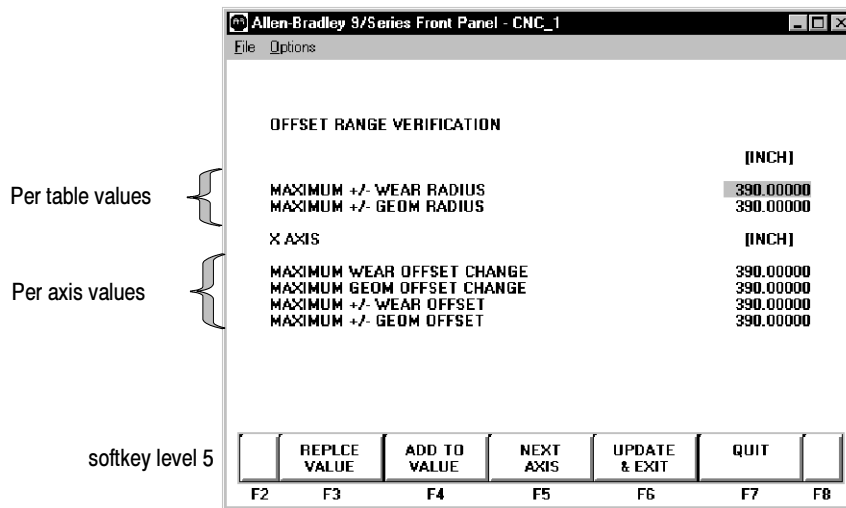 Allen-Bradley 9/Series Front Panel - CNC_1
File Options
OFFSET RANGE VERIFICATION
[INCH]
Per table values
MAXIMUM +/- WEAR RADIUS 390.00000
MAXIMUM +/- GEOM RADIUS 390.00000
X AXIS [INCH]
Per axis values
MAXIMUM WEAR OFFSET CHANGE 390.00000
MAXIMUM GEOM OFFSET CHANGE 390.00000
MAXIMUM +/- WEAR OFFSET 390.00000
MAXIMUM +/- GEOM OFFSET 390.00000
softkey level 5
REPLCE VALUE
ADD TO VALUE
NEXT AXIS
UPDATE & EXIT
QUIT
F2 F3 F4 F5 F6 F7 F8